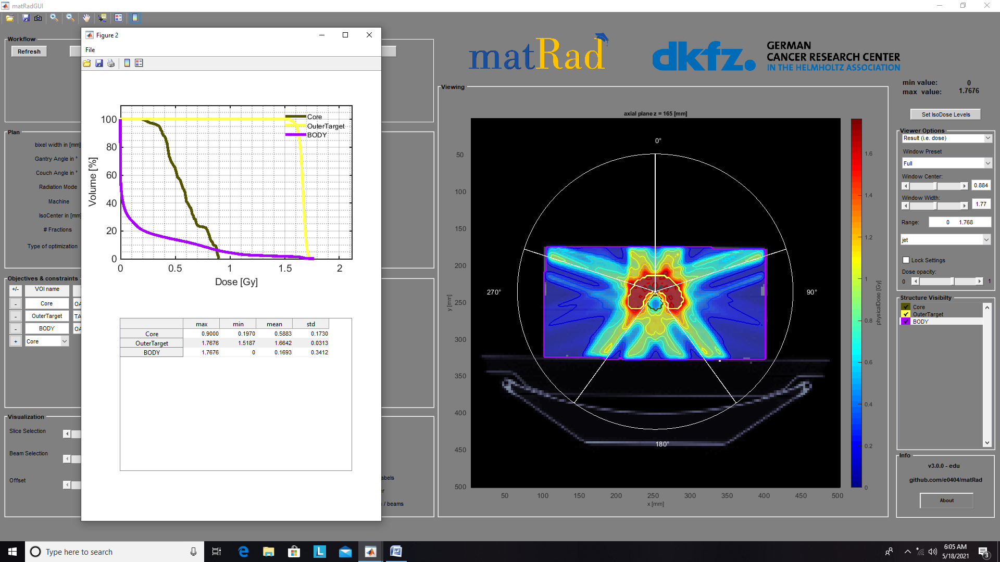 matRadGUI
Workflow
Refresh
Figure 2
File
Core
OuterTarget
BODY
100
80
60
40
20
0
Volume [%]
0 0.5 1 1.5 2
Dose [Gy]
max min mean std
Core 0.9000 0.1970 0.5883 0.1730
OuterTarget 1.7676 1.5187 1.6642 0.0313
BODY 1.7676 0 0.1693 0.3412
Plan
bixel width in [mm]
Gantry Angle in °
Couch Angle in °
Radiation Mode
Machine
IsoCenter in [mm]
# Fractions
Type of optimization
Objectives & constraints
+/- VOI name
- Core OA
- OuterTarget TA
- BODY OA
+ Core
Visualization
Slice Selection
Beam Selection
Offset
abels
er
/ beams
matRad
dkfz.
GERMAN
CANCER RESEARCH CENTER
IN THE HELMHOLTZ ASSOCIATION
Viewing
axial plane z = 165 [mm]
0°
90°
180°
270°
50
100
150
200
250
300
350
400
450
500
y [mm]
50 100 150 200 250 300 350 400 450 500
x [mm]
1.6
1.4
1.2
1
0.8
0.6
0.4
0.2
0
physicalDose [Gy]
min value: 0
max value: 1.7676
Set IsoDose Levels
Viewer Options
Result (i.e. dose)
Window Preset
Full
Window Center:
0.884
Window Width:
1.77
Range: 0 1.768
jet
Lock Settings
Dose opacity:
0 1
Structure Visibilty
Core
OuterTarget
BODY
Info
v3.0.0 - edu
github.com/e0404/matRad
About
Type here to search
6:05 AM
5/18/2021
3